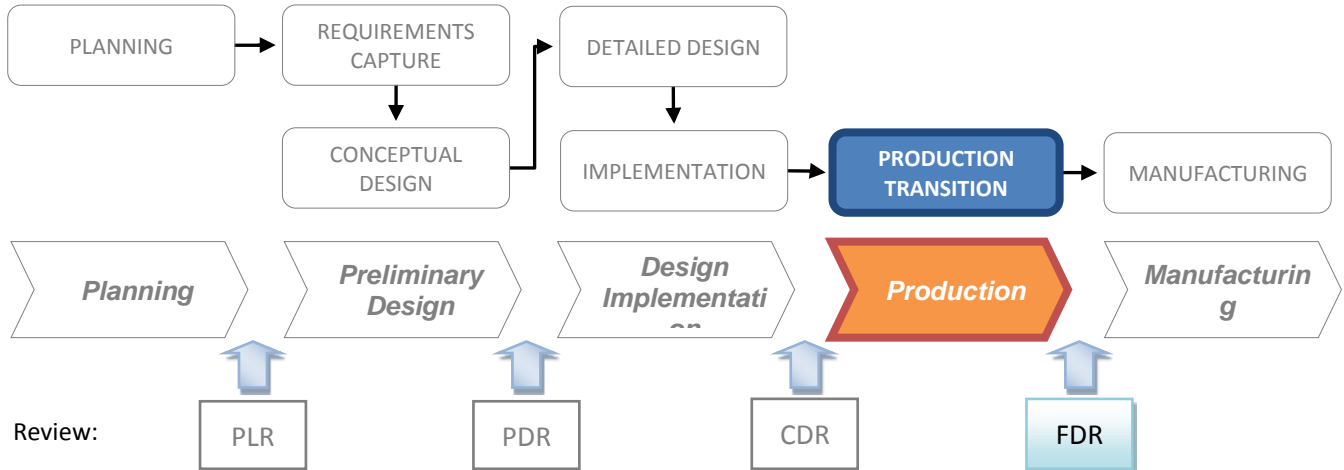 PLANNING
REQUIREMENTS
CAPTURE
DETAILED DESIGN
CONCEPTUAL
DESIGN
IMPLEMENTATION
PRODUCTION
TRANSITION
MANUFACTURING
Planning
Preliminary
Design
Design
Implementati
on
Production
Manufacturin
g
Review:
PLR
PDR
CDR
FDR